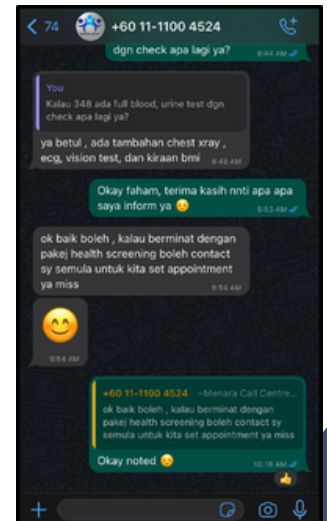 74
+60 11-1100 4524
dgn check apa lagi ya?
9:44 AM
You
Kalau 348 ada full blood, urine test dgn
check apa lagi ya?
ya betul , ada tambahan chest xray ,
ecg, vision test, dan kiraan bmi
9:49 AM
Okay faham, terima kasih nnti apa apa
saya inform ya
9:53 AM
ok baik boleh , kalau berminat dengan
pakej health screening boleh contact
sy semula untuk kita set appointment
ya miss
9:54 AM
9:54 AM
+60 11-1100 4524 ~Menara Call Centre...
ok baik boleh , kalau berminat dengan
pakej health screening boleh contact sy
semula untuk kita set appointment ya miss
Okay noted
10:18 AM